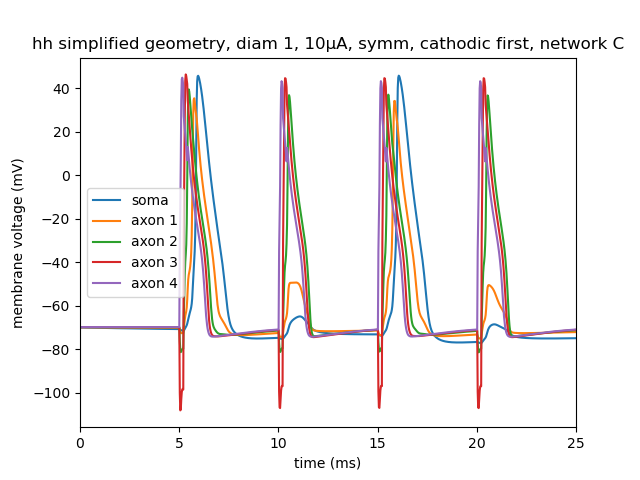 hh simplified geometry, diam 1, 10μA, symm, cathodic first, network C
membrane voltage (mV)
40
20
0
−20
−40
−60
−80
−100
soma
axon 1
axon 2
axon 3
axon 4
0 5 10 15 20 25
time (ms)